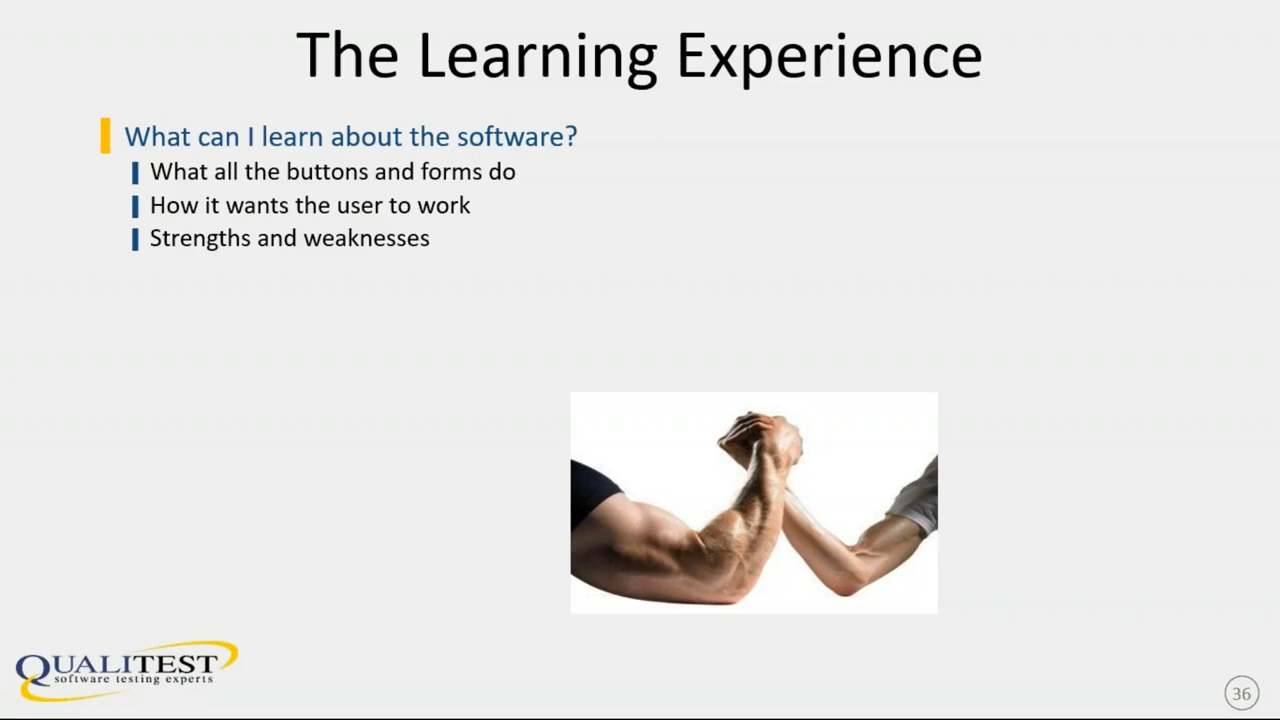 The Learning Experience
What can I learn about the software?
What all the buttons and forms do
How it wants the user to work
Strengths and weaknesses
QUALITEST
software testing experts
36